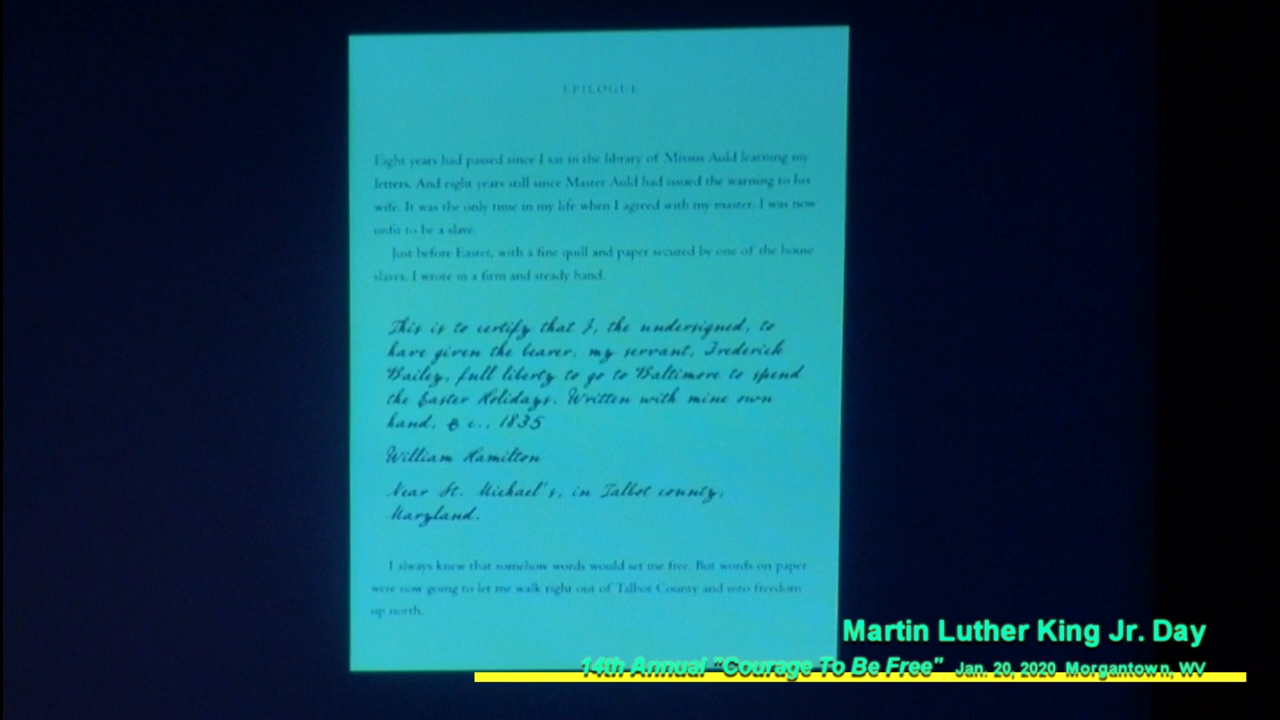 EPILOGUE
Eight years had passed since I sat in the library of Missus Auld learning my
letters. And eight years still since Master Auld had issued the warning to his
wife. It was the only time in my life when I agreed with my master. I was now
unfit to be a slave.
Just before Easter, with a fine quill and paper secured by one of the house
slaves, I wrote in a firm and steady hand.
This is to certify that I, the undersigned, to
have given the bearer, my servant, Frederick
Bailey, full liberty to go to Baltimore to spend
the Easter Holidays. Written with mine own
hand, & c., 1835
William Hamilton
Near St. Michael's, in Talbot county,
Maryland.
I always knew that somehow words would set me free. But words on paper
were now going to let me walk right out of Talbot County and into freedom
up north.
Martin Luther King Jr. Day
14th Annual "Courage To Be Free" Jan. 20, 2020 Morgantown, WV